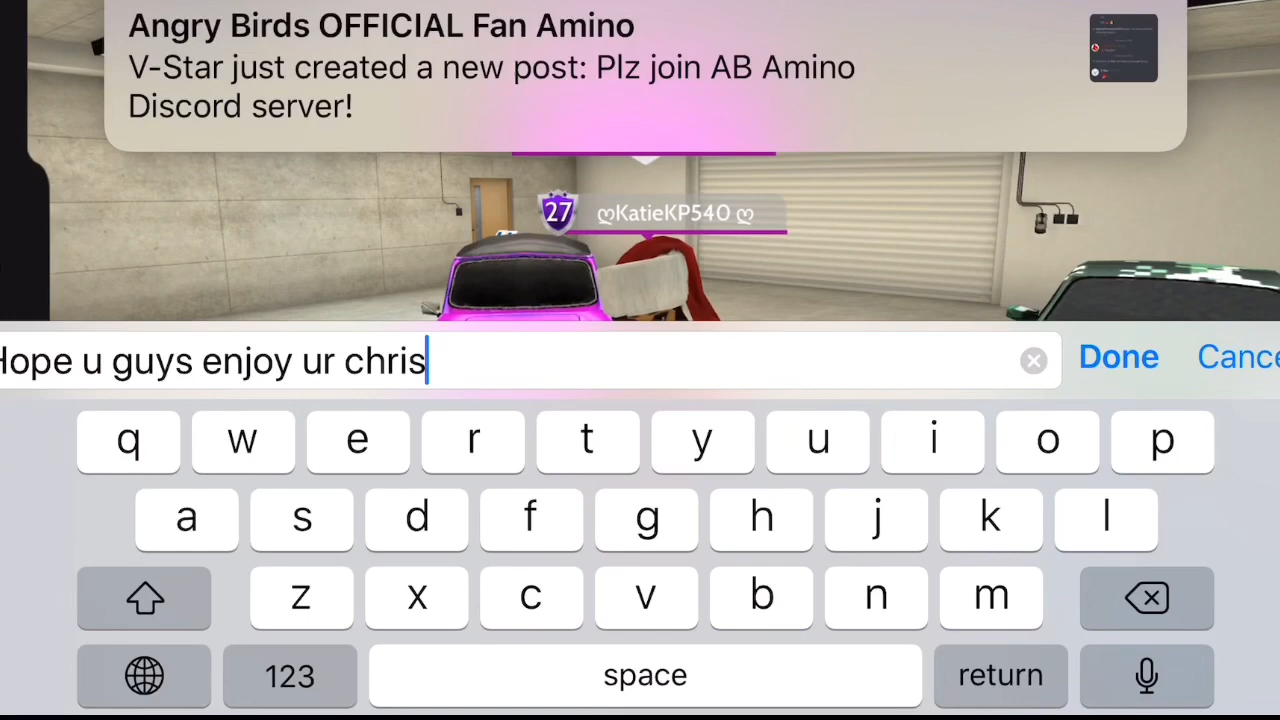 Angry Birds OFFICIAL Fan Amino
V-Star just created a new post: Plz join AB Amino
Discord server!
27 ღKatieKP540 ღ
Hope u guys enjoy ur chris
Done Cance
q w e r t y u i o p
a s d f g h j k l
z x c v b n m
123 space return